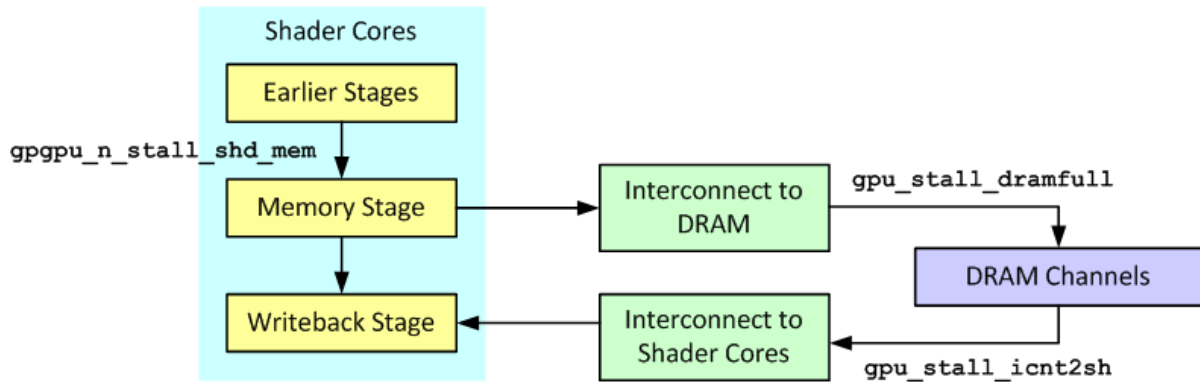 Shader Cores
Earlier Stages
gpgpu_n_stall_shd_mem
Memory Stage
Interconnect to
DRAM
gpu_stall_dramfull
DRAM Channels
Writeback Stage
Interconnect to
Shader Cores
gpu_stall_icnt2sh